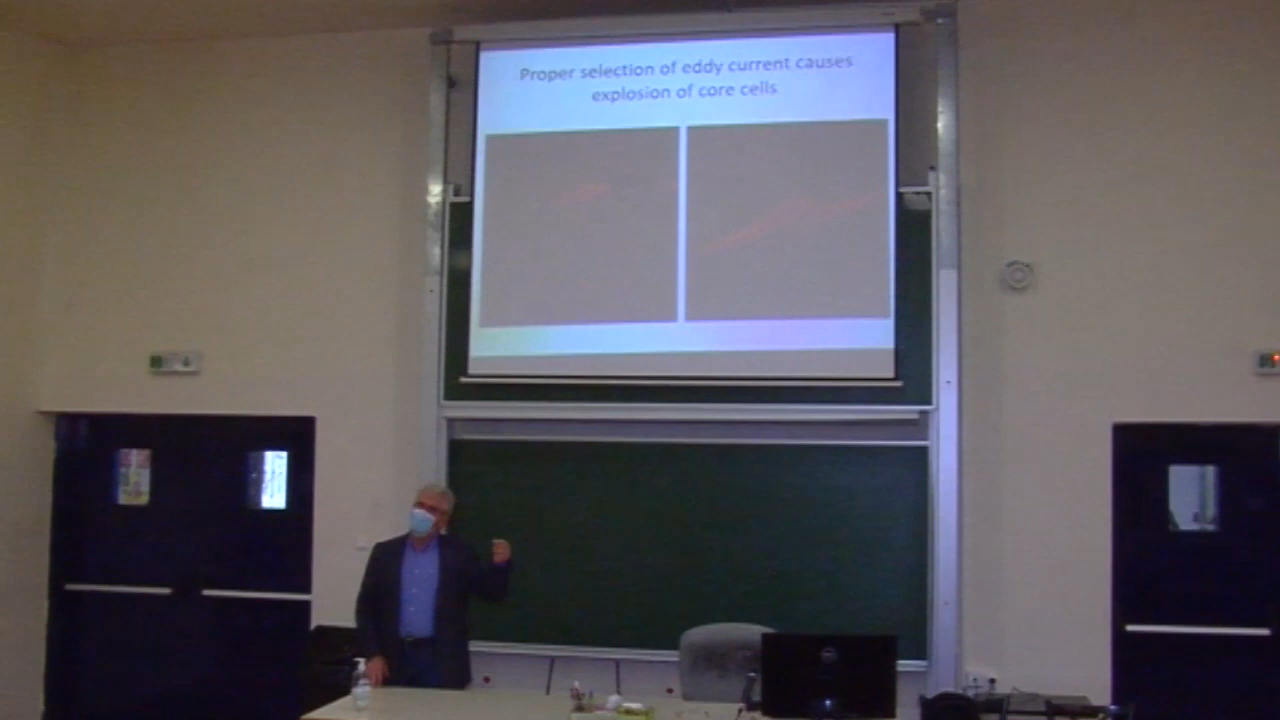 Proper selection of eddy current causes
explosion of core cells